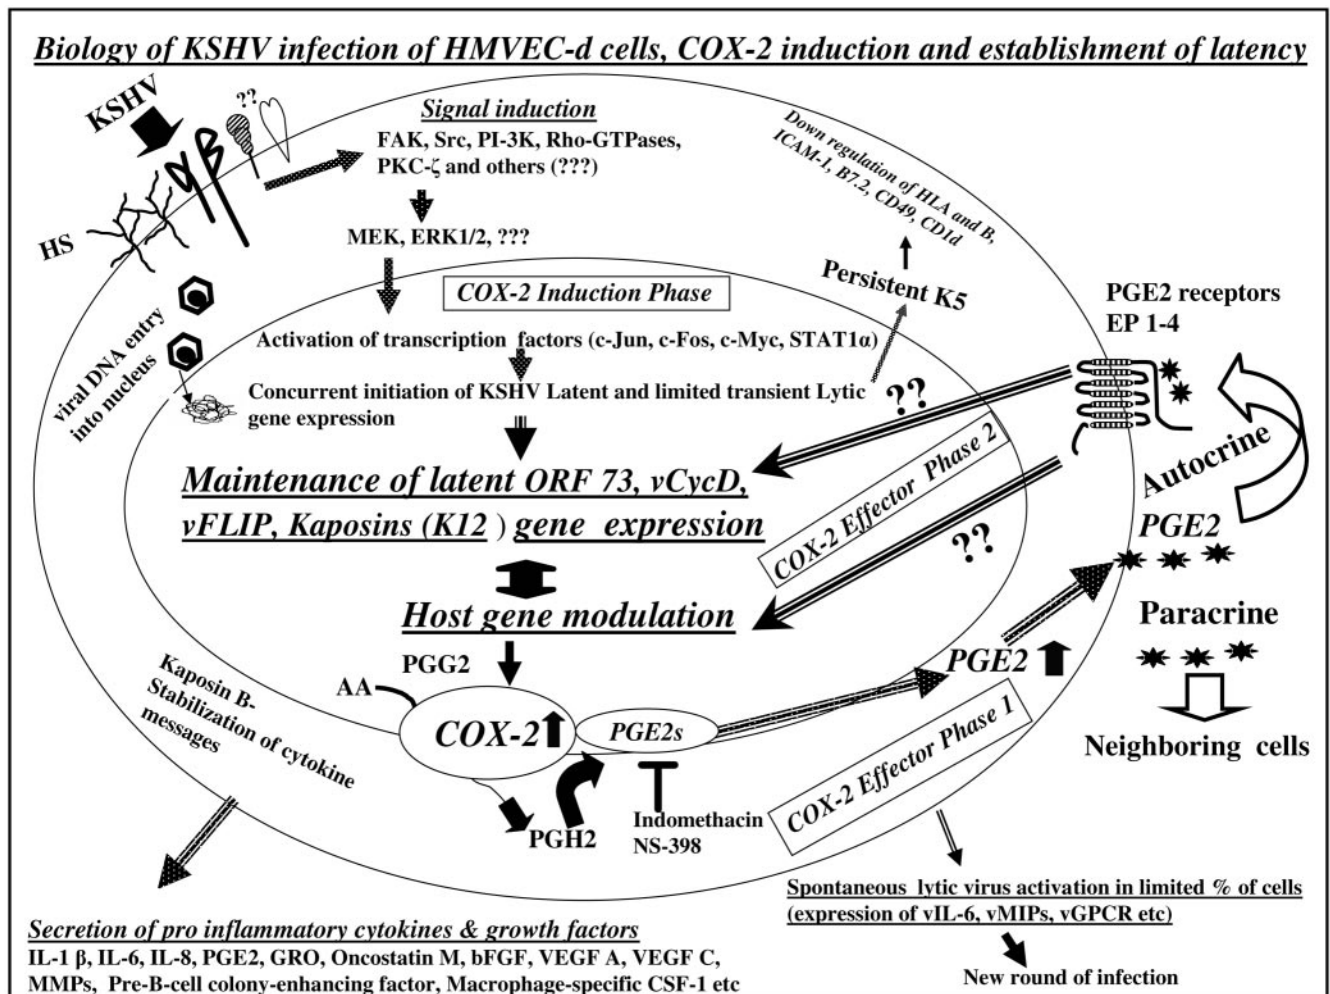 Biology of KSHV infection of HMVEC-d cells, COX-2 induction and establishment of latency
KSHV
??
Signal induction
FAK, Src, PI-3K, Rho-GTPases,
PKC-ζ and others (???)
HS
MEK, ERK1/2, ???
Down regulation of HLA and B,
ICAM-1, B7.2, CD49, CD1d
Persistent K5
COX-2 Induction Phase
viral DNA entry
into nucleus
Activation of transcription factors (c-Jun, c-Fos, c-Myc, STAT1α)
Concurrent initiation of KSHV Latent and limited transient Lytic
gene expression
PGE2 receptors
EP 1-4
??
Maintenance of latent ORF 73, vCycD,
vFLIP, Kaposins (K12 ) gene expression
COX-2 Effector Phase 2
??
Autocrine
PGE2
Host gene modulation
Paracrine
Neighboring cells
PGG2
AA
COX-2
PGE2s
PGE2
PGH2
Indomethacin
NS-398
COX-2 Effector Phase 1
Kaposin B-
Stabilization of cytokine
messages
Spontaneous lytic virus activation in limited % of cells
(expression of vIL-6, vMIPs, vGPCR etc)
New round of infection
Secretion of pro inflammatory cytokines & growth factors
IL-1 β, IL-6, IL-8, PGE2, GRO, Oncostatin M, bFGF, VEGF A, VEGF C,
MMPs, Pre-B-cell colony-enhancing factor, Macrophage-specific CSF-1 etc